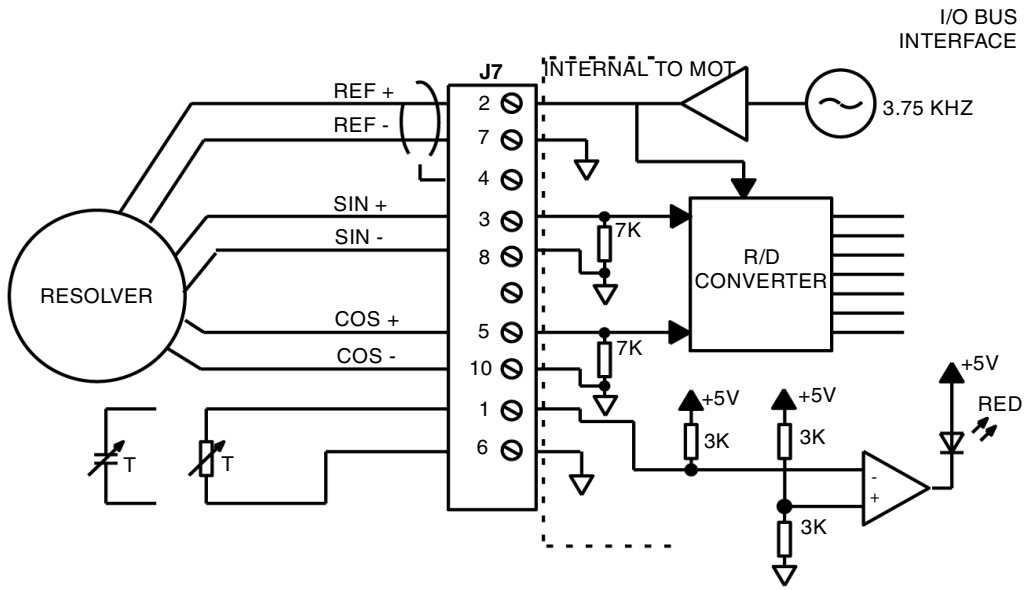 I/O BUS
INTERFACE
J7
INTERNAL TO MOT
REF +
2
3.75 KHZ
REF -
7
4
SIN +
3
7K
SIN -
8
R/D
CONVERTER
RESOLVER
COS +
5
7K
COS -
10
+5V
+5V
+5V
RED
1
3K
3K
T
T
6
-
+
3K